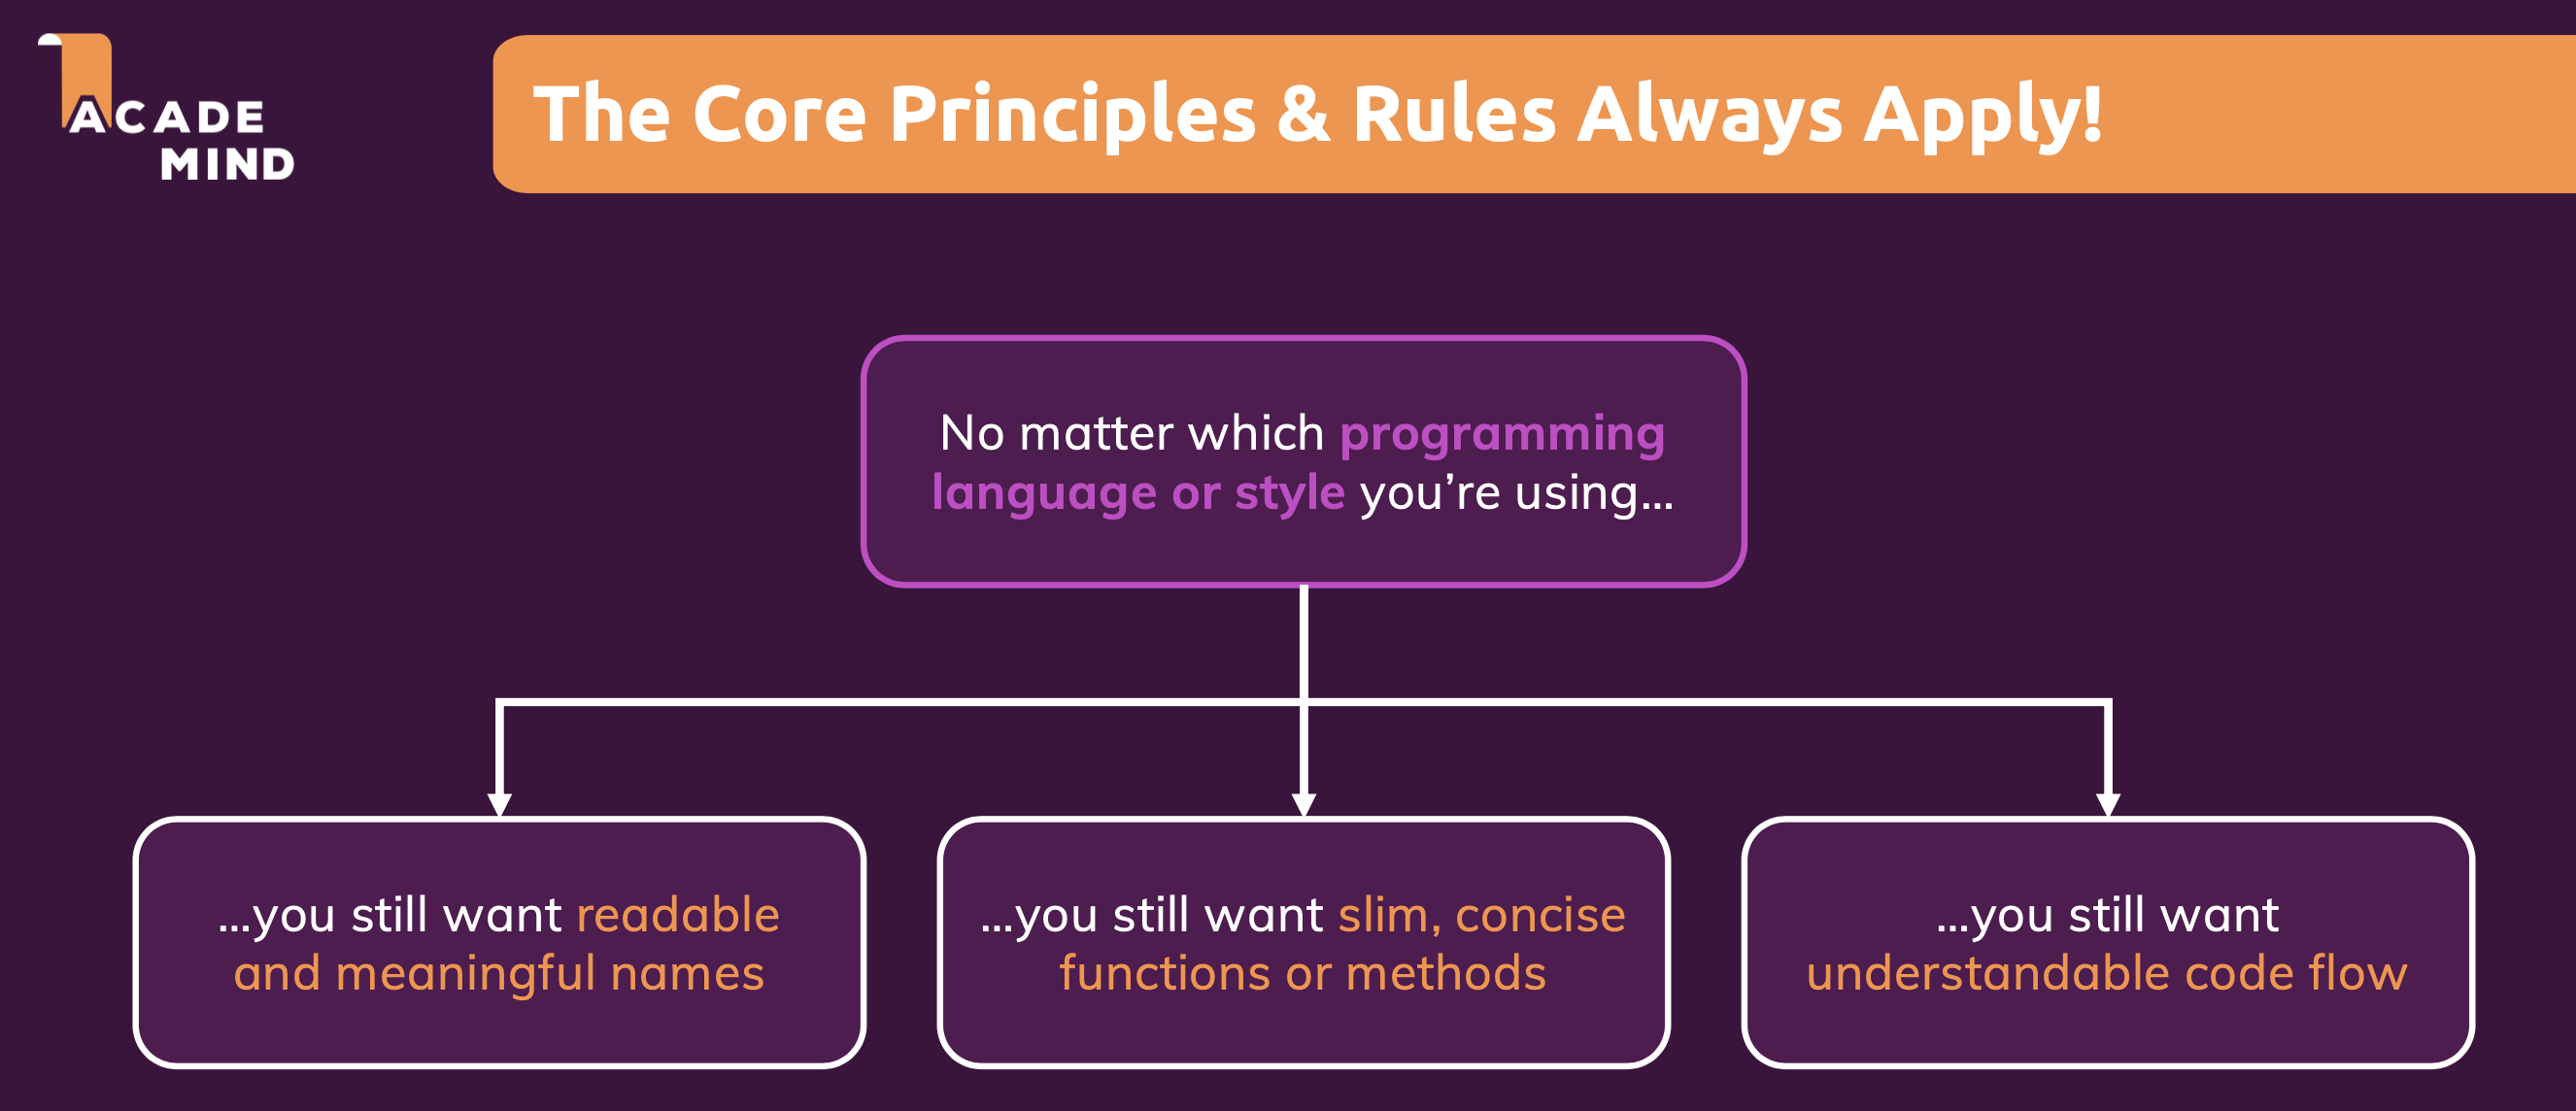 ACADE
MIND
The Core Principles & Rules Always Apply!
No matter which programming
language or style you’re using…
…you still want readable
and meaningful names
…you still want slim, concise
functions or methods
…you still want
understandable code flow